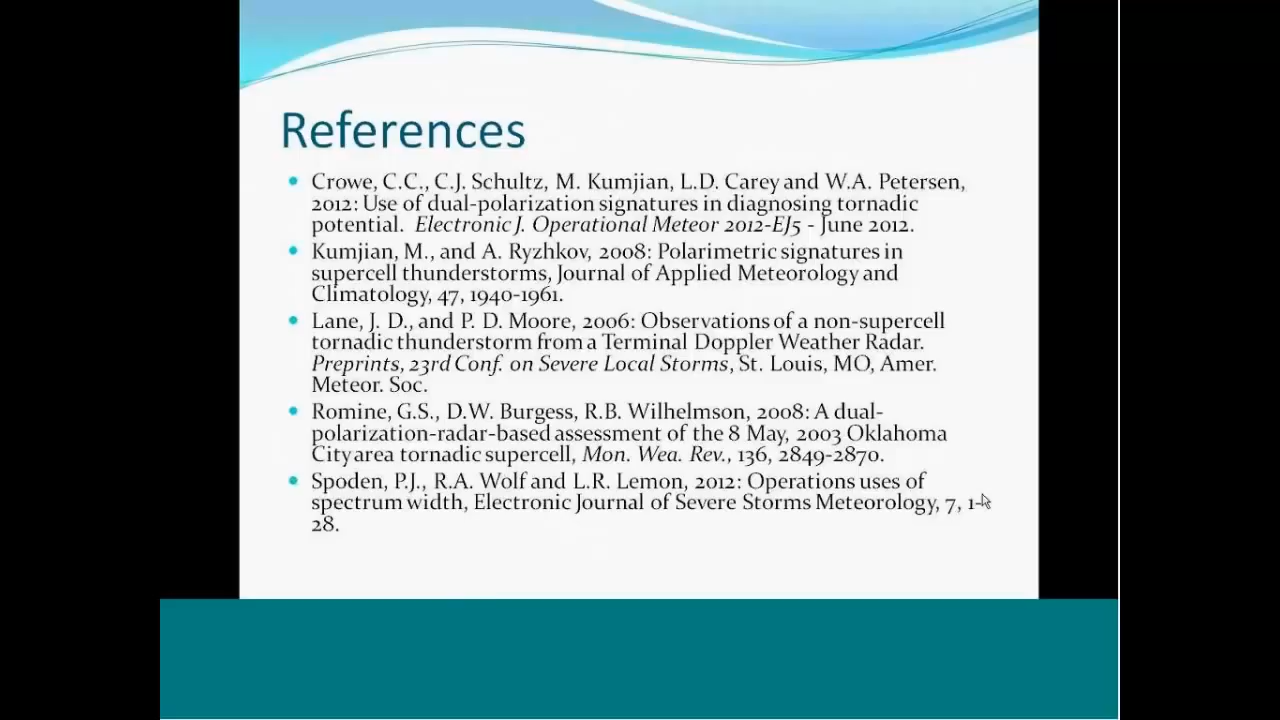 References
Crowe, C.C., C.J. Schultz, M. Kumjian, L.D. Carey and W.A. Petersen,
2012: Use of dual-polarization signatures in diagnosing tornadic
potential. Electronic J. Operational Meteor 2012-EJ5 - June 2012.
Kumjian, M., and A. Ryzhkov, 2008: Polarimetric signatures in
supercell thunderstorms, Journal of Applied Meteorology and
Climatology, 47, 1940-1961.
Lane, J. D., and P. D. Moore, 2006: Observations of a non-supercell
tornadic thunderstorm from a Terminal Doppler Weather Radar.
Preprints, 23rd Conf. on Severe Local Storms, St. Louis, MO, Amer.
Meteor. Soc.
Romine, G.S., D.W. Burgess, R.B. Wilhelmson, 2008: A dual-
polarization-radar-based assessment of the 8 May, 2003 Oklahoma
City area tornadic supercell, Mon. Wea. Rev., 136, 2849-2870.
Spoden, P.J., R.A. Wolf and L.R. Lemon, 2012: Operations uses of
spectrum width, Electronic Journal of Severe Storms Meteorology, 7, 1-
28.